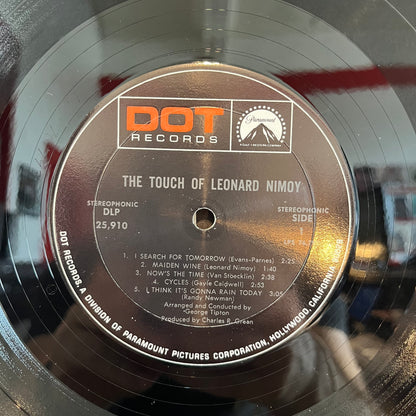 DOT
RECORDS
Paramount
THE TOUCH OF LEONARD NIMOY
STEREOPHONIC
DLP
25,910
STEREOPHONIC
SIDE
1
1. I SEARCH FOR TOMORROW (Evans-Parnes) 2:25
2. MAIDEN WINE (Leonard Nimoy) 1:40
3. NOW'S THE TIME (Van Stoecklin) 2:38
4. CYCLES (Gayle Caldwell) 2:58
5. I THINK IT'S GONNA RAIN TODAY 3:05
(Randy Newman)
Arranged and Conducted by
George Tipton
Produced by Charles R. Grean
DOT RECORDS, A DIVISION OF PARAMOUNT PICTURES CORPORATION, HOLLYWOOD, CALIFORNIA